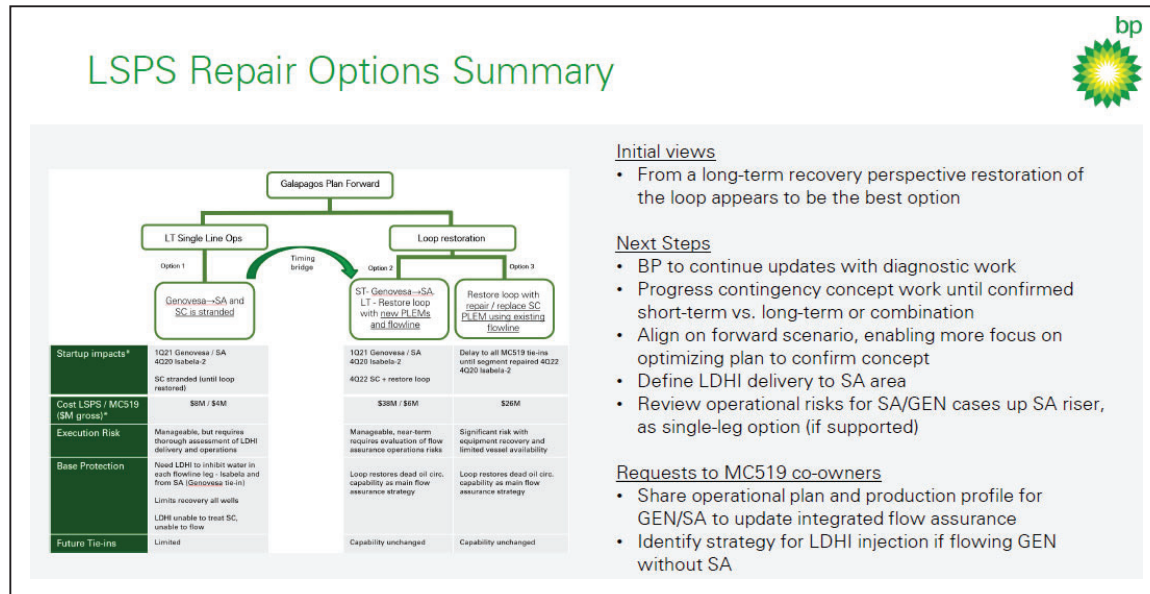 bp
LSPS Repair Options Summary
Galapagos Plan Forward
LT Single Line Ops
Loop restoration
Timing
bridge
Option 1
Option 2
Option 3
Genovesa→SA and
SC is stranded
ST- Genovesa→SA,
LT - Restore loop
with new PLEMs
and flowline
Restore loop with
repair / replace SC
PLEM using existing
flowline
Startup impacts*
1Q21 Genovesa / SA
4Q20 Isabela-2
SC stranded (until loop
restored)
1Q21 Genovesa / SA
4Q20 Isabela-2
4Q22 SC + restore loop
Delay to all MC519 tie-ins
until segment repaired 4Q22
4Q20 Isabela-2
Cost LSPS / MC519
($M gross)*
$8M / $4M
$38M / $6M
$26M
Execution Risk
Manageable, but requires
thorough assessment of LDHI
delivery and operations
Manageable, near-term
requires evaluation of flow
assurance operations risks
Significant risk with
equipment recovery and
limited vessel availability
Base Protection
Need LDHI to inhibit water in
each flowline leg - Isabela and
from SA (Genovesa tie-in)
Limits recovery all wells
LDHI unable to treat SC,
unable to flow
Loop restores dead oil circ.
capability as main flow
assurance strategy
Loop restores dead oil circ.
capability as main flow
assurance strategy
Future Tie-ins
Limited
Capability unchanged
Capability unchanged
Initial views
• From a long-term recovery perspective restoration of
the loop appears to be the best option
Next Steps
• BP to continue updates with diagnostic work
• Progress contingency concept work until confirmed
short-term vs. long-term or combination
• Align on forward scenario, enabling more focus on
optimizing plan to confirm concept
• Define LDHI delivery to SA area
• Review operational risks for SA/GEN cases up SA riser,
as single-leg option (if supported)
Requests to MC519 co-owners
• Share operational plan and production profile for
GEN/SA to update integrated flow assurance
• Identify strategy for LDHI injection if flowing GEN
without SA